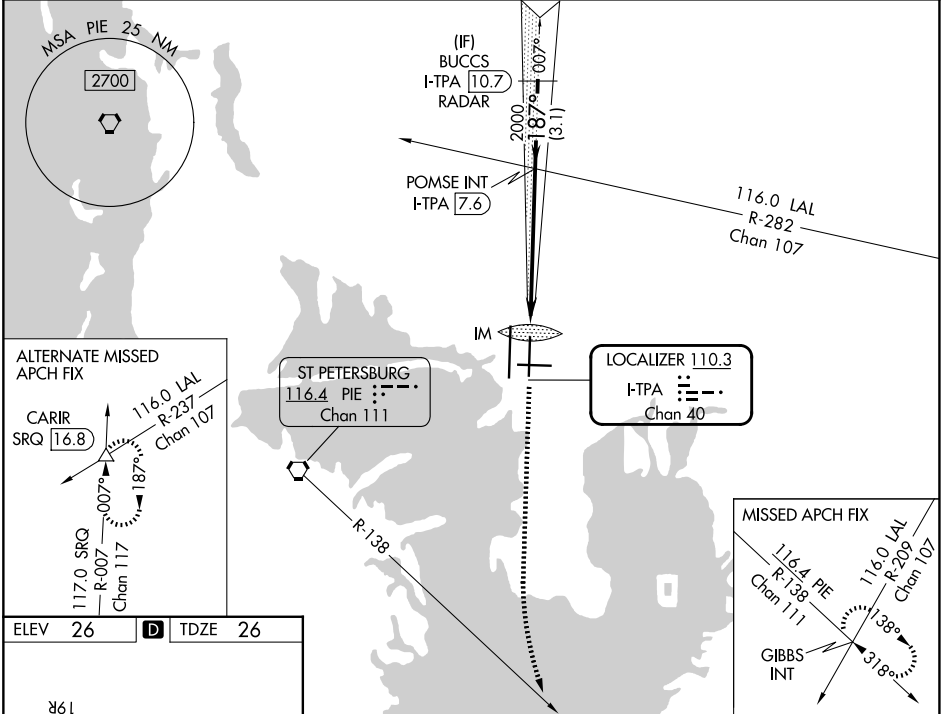 MSA PIE 25 NM
2700
(IF)
BUCCS
I-TPA 10.7
RADAR
2000
187°
(3.1)
007°
POMSE INT
I-TPA 7.6
116.0 LAL
R-282
Chan 107
IM
ALTERNATE MISSED
APCH FIX
CARIR
SRQ 16.8
116.0 LAL
R-237
Chan 107
007°
187°
117.0 SRQ
R-007
Chan 117
ST PETERSBURG
116.4 PIE
Chan 111
R-138
LOCALIZER 110.3
I-TPA
Chan 40
MISSED APCH FIX
116.4 PIE
R-138
Chan 111
116.0 LAL
R-209
Chan 107
138°
318°
GIBBS
INT
ELEV 26 D TDZE 26
19R